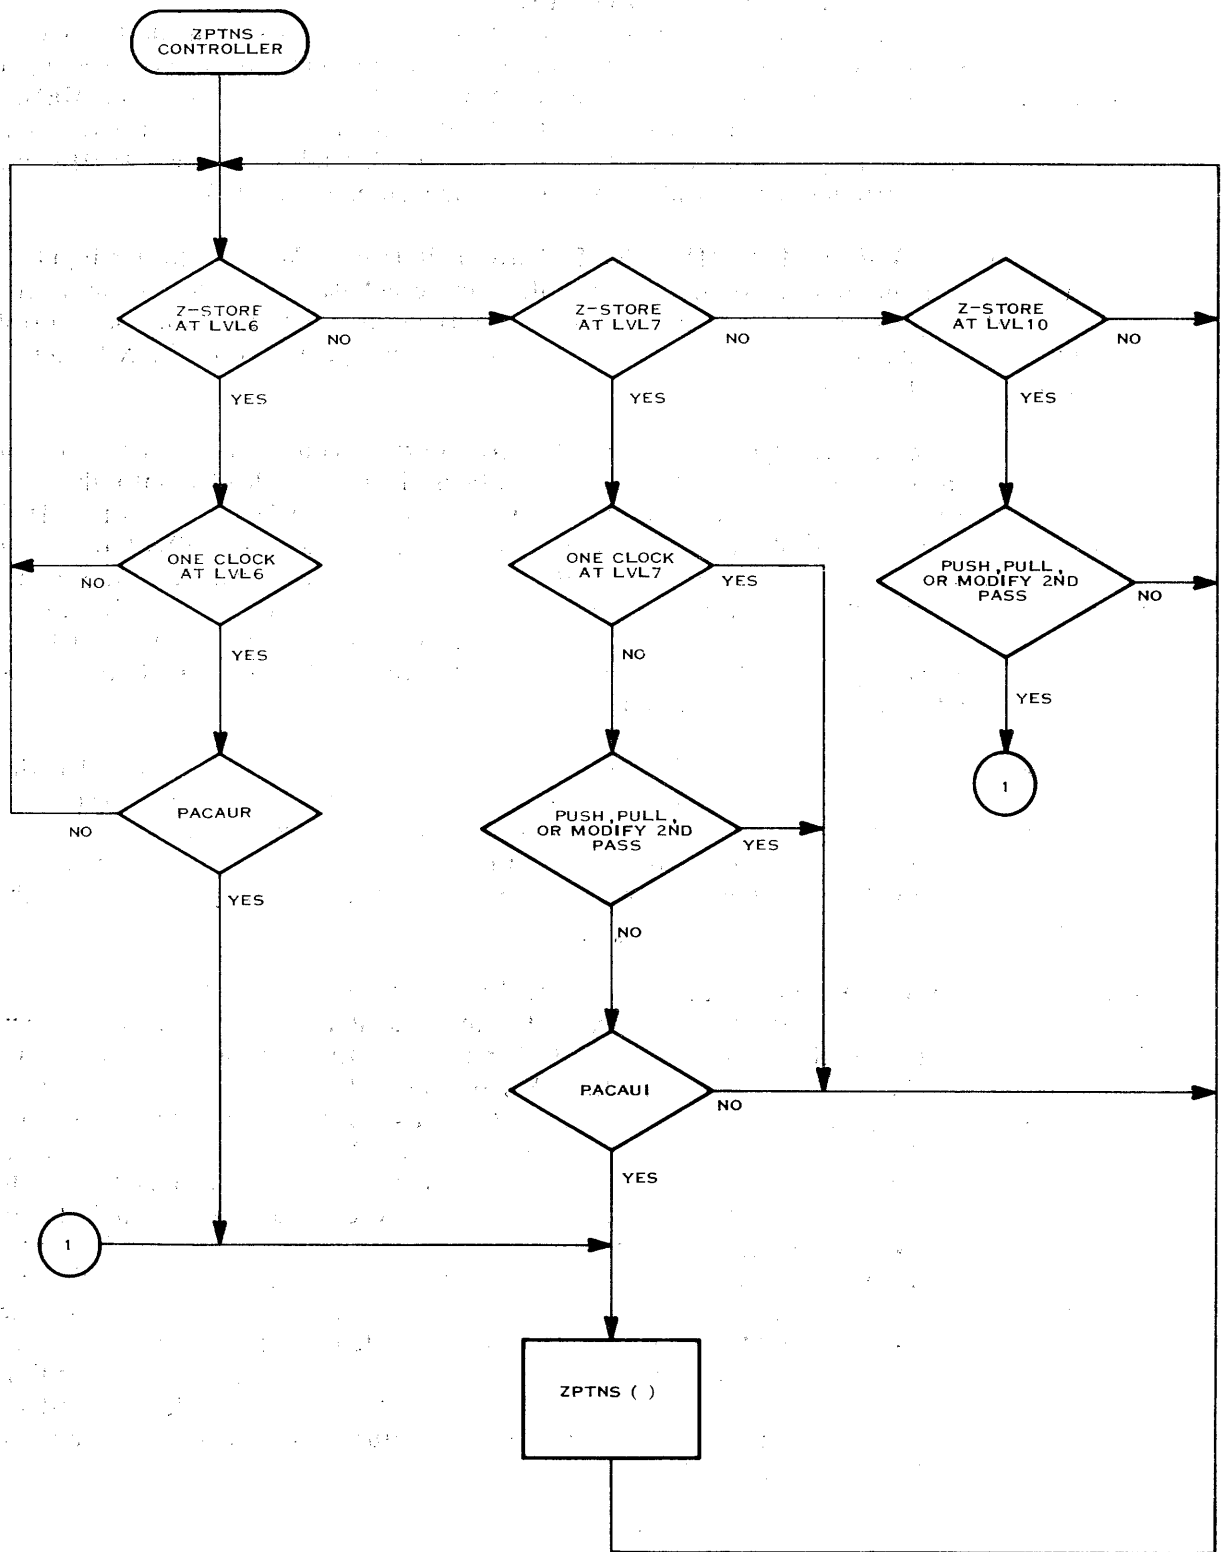 ZPTNS
CONTROLLER
Z-STORE
AT LVL6
NO
YES
Z-STORE
AT LVL7
NO
YES
Z-STORE
AT LVL10
NO
YES
ONE CLOCK
AT LVL6
NO
YES
ONE CLOCK
AT LVL7
YES
NO
PUSH, PULL,
OR MODIFY 2ND
PASS
NO
YES
1
PACAUR
NO
YES
PUSH, PULL,
OR MODIFY 2ND
PASS
YES
NO
PACAUI
NO
YES
1
ZPTNS ( )